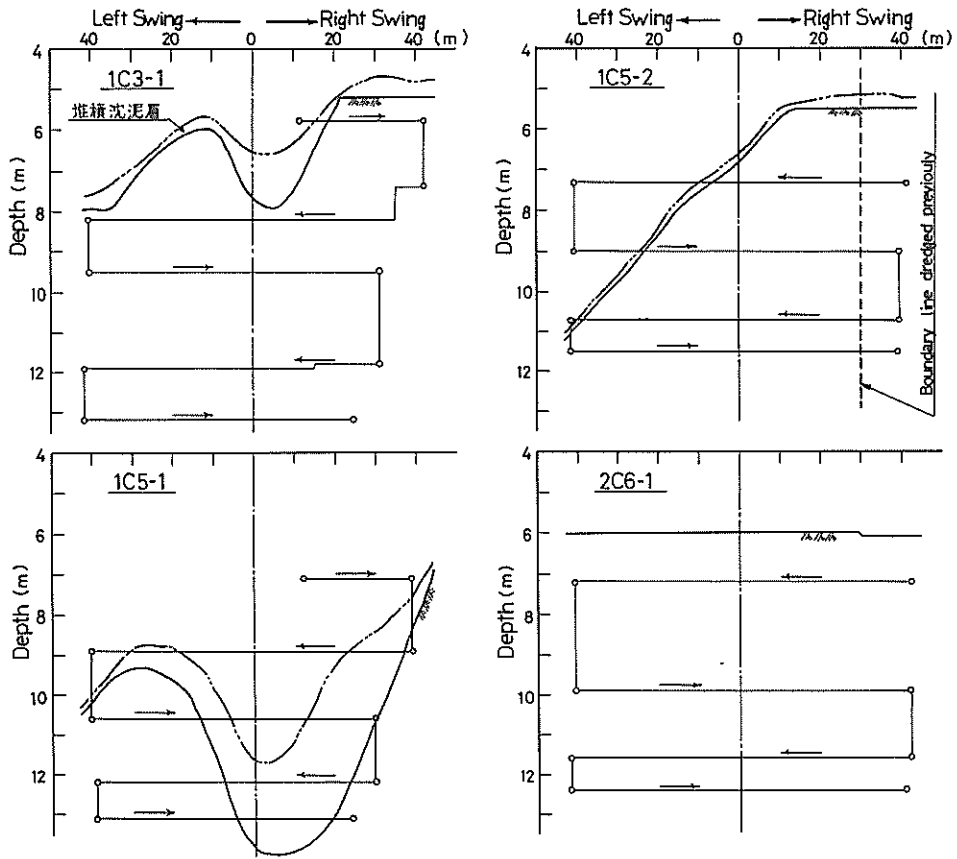 Left Swing Right Swing
40 20 0 20 40 (m)
4
1C3-1
堆積沈泥層
6
8
10
12
Depth (m)
Left Swing Right Swing
40 20 0 20 40 (m)
4
1C5-2
6
8
10
12
Depth (m)
Boundary line dredged previouly
4
1C5-1
6
8
10
12
Depth (m)
4
2C6-1
6
8
10
12
Depth (m)